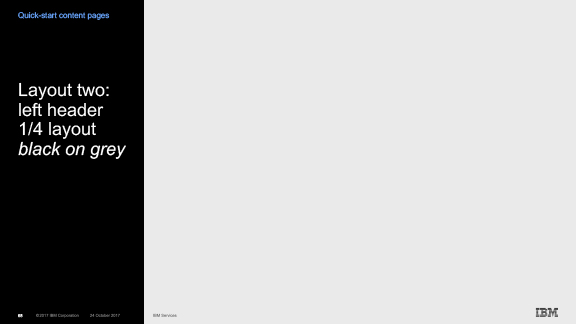 Quick-start content pages
Layout two:
left header
1/4 layout
black on grey
©2017 IBM Corporation 24 October 2017 IBM Services
IBM